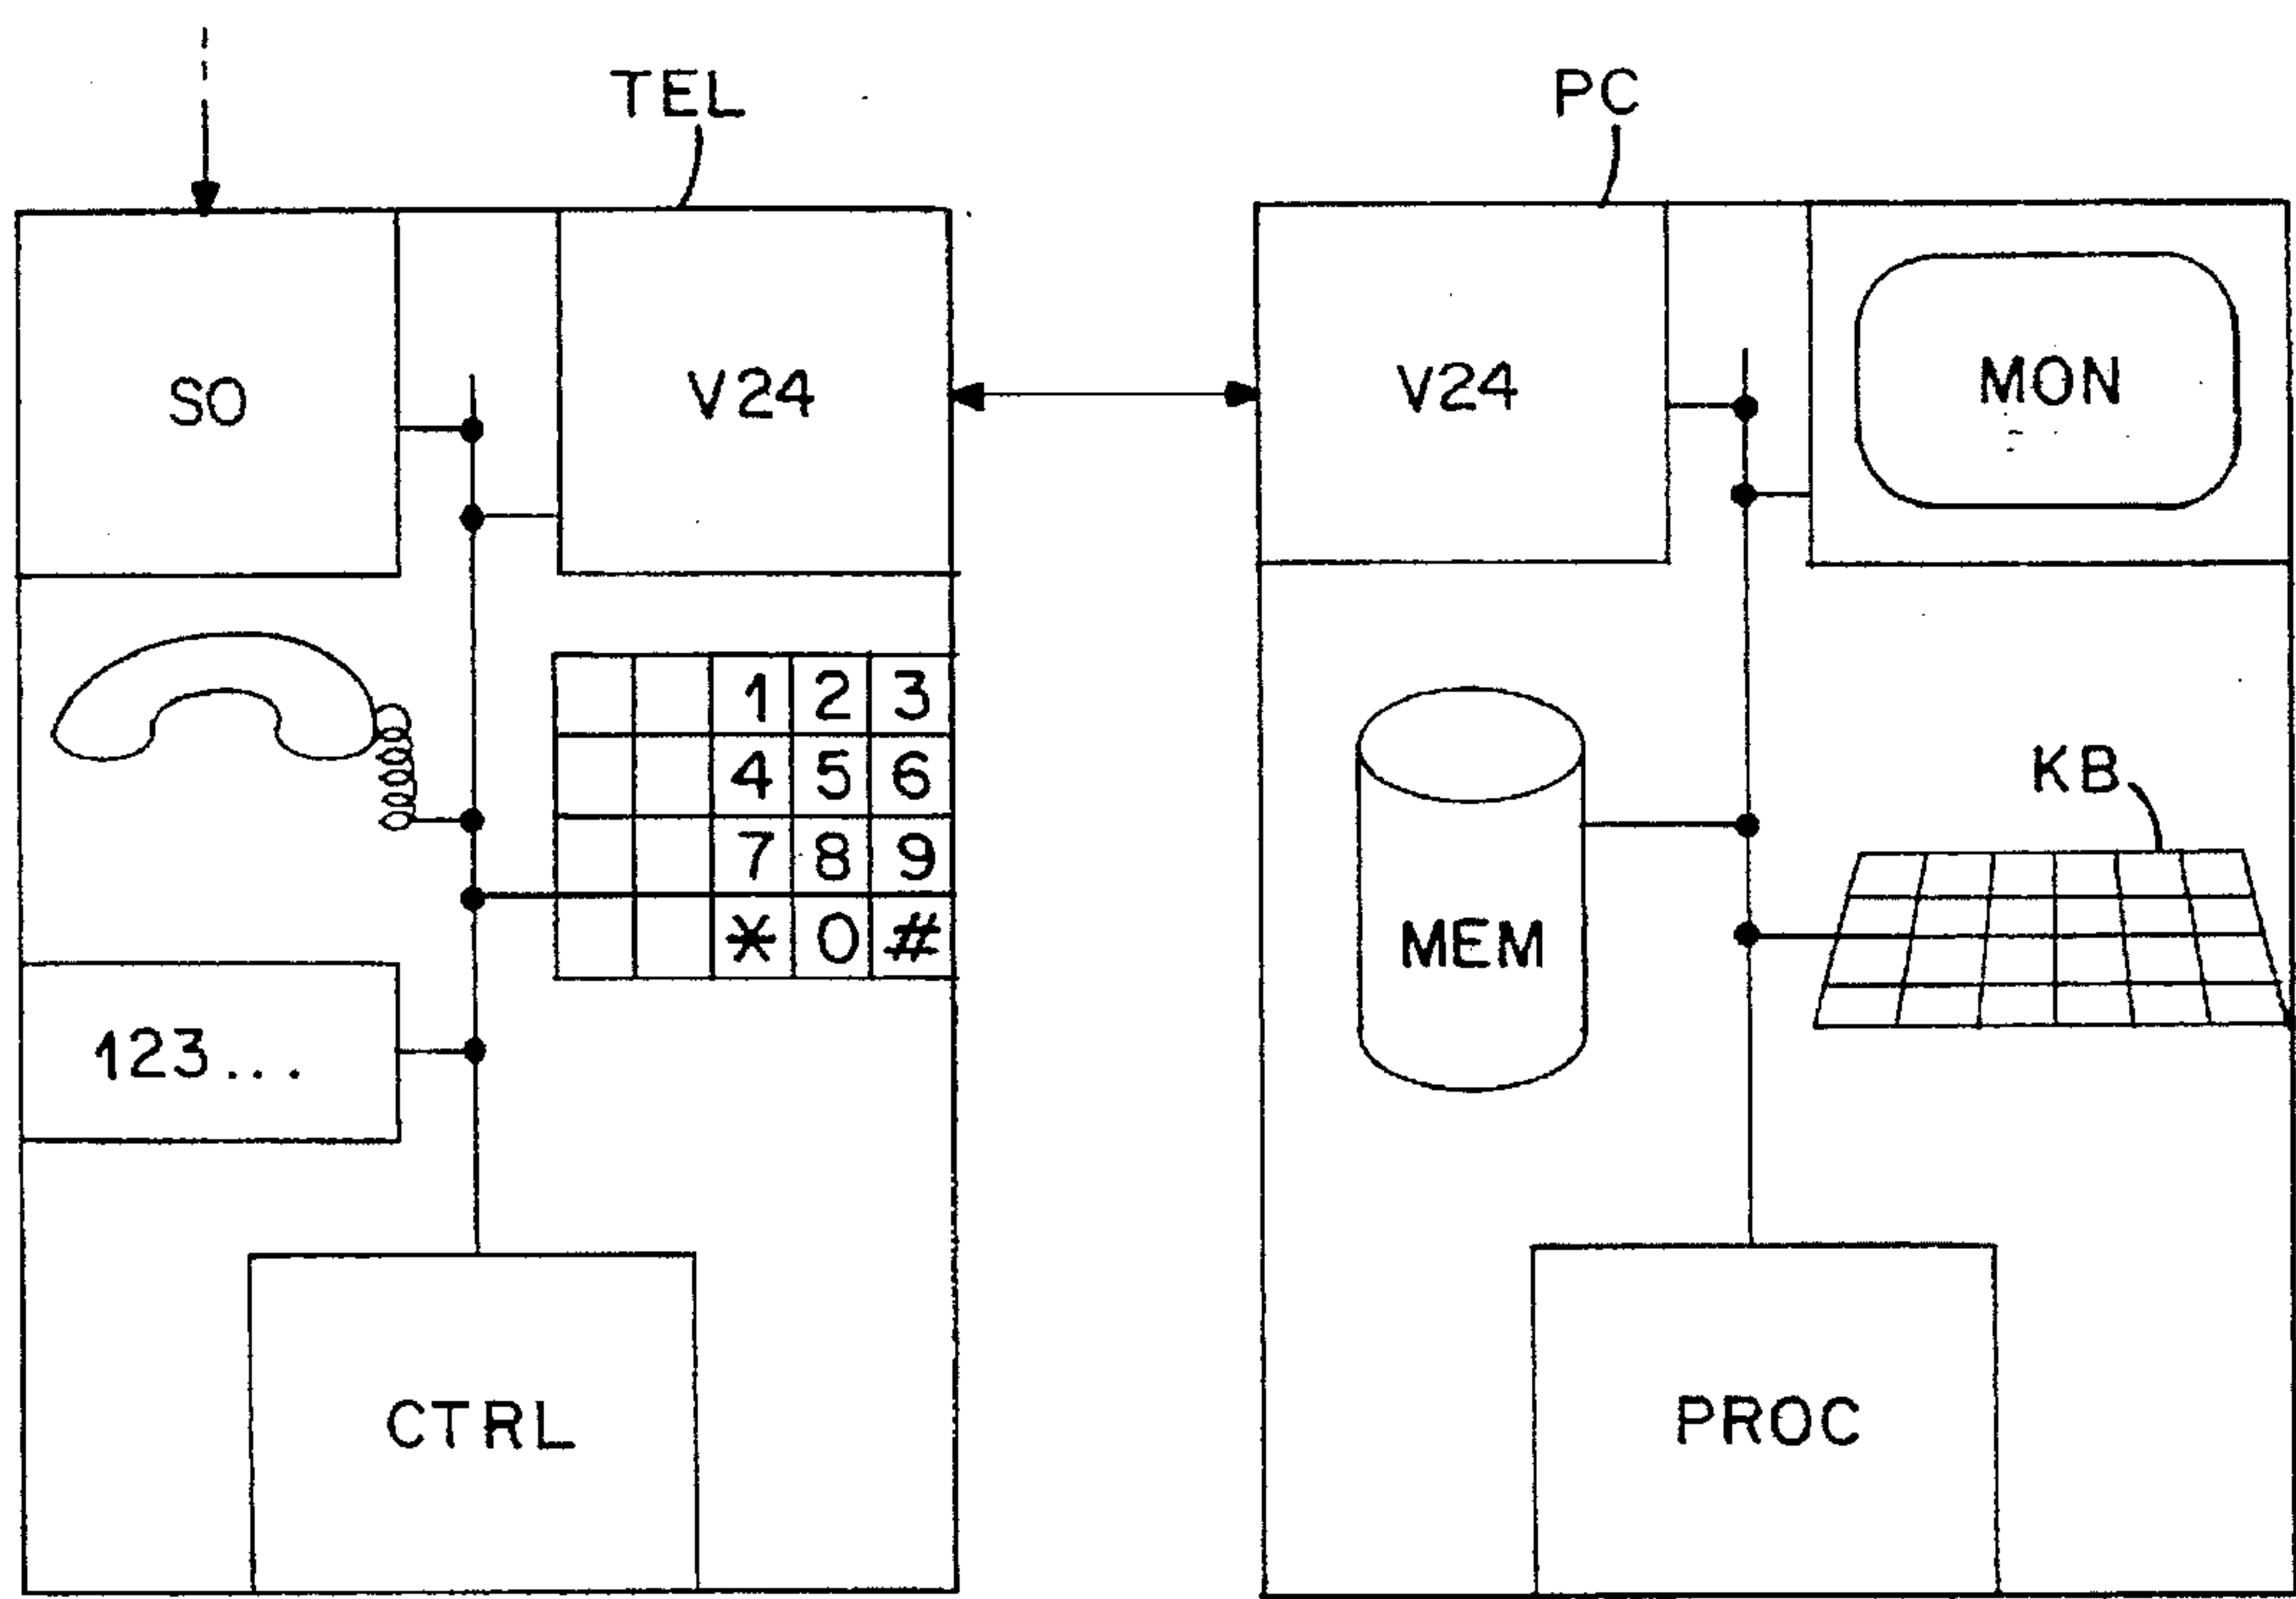 TEL
PC
SO
V24
V24
MON
1 2 3
4 5 6
7 8 9
* 0 #
KB
MEM
123...
CTRL
PROC